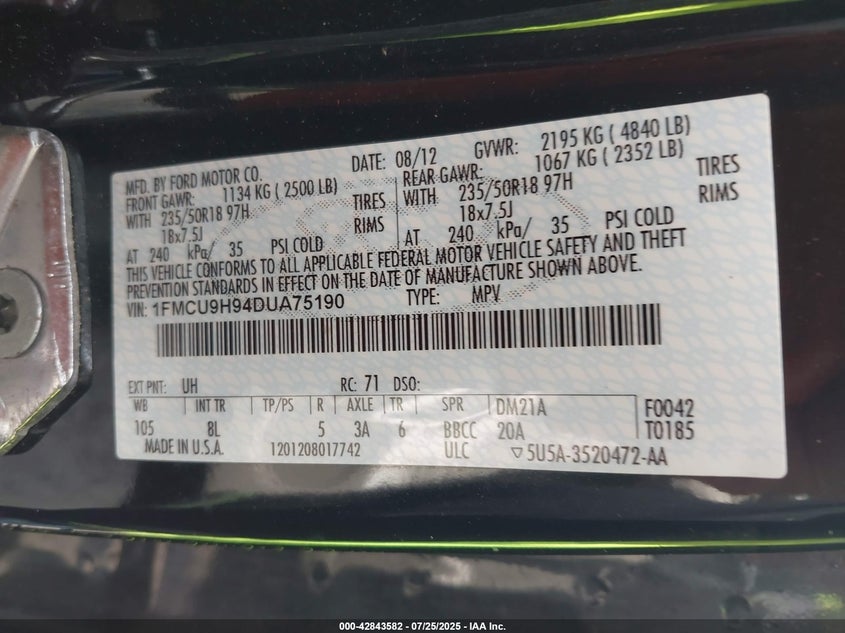 MFD. BY FORD MOTOR CO. DATE: 08/12 GVWR: 2195 KG ( 4840 LB)
FRONT GAWR: 1134 KG ( 2500 LB) REAR GAWR: 1067 KG ( 2352 LB)
WITH 235/50R18 97H TIRES WITH 235/50R18 97H TIRES
18x7.5J RIMS 18x7.5J RIMS
AT 240 kPa/ 35 PSI COLD AT 240 kPa/ 35 PSI COLD
THIS VEHICLE CONFORMS TO ALL APPLICABLE FEDERAL MOTOR VEHICLE SAFETY AND THEFT
PREVENTION STANDARDS IN EFFECT ON THE DATE OF MANUFACTURE SHOWN ABOVE.
VIN: 1FMCU9H94DUA75190 TYPE: MPV
EXT PNT: UH RC: 71 DSO:
WB INT TR TP/PS R AXLE TR SPR DM21A F0042
105 8L 5 3A 6 BBCC 20A T0185
MADE IN U.S.A. 1201208017742 ULC ▽5U5A-3520472-AA
000-42843582 / 07/25/2025 - IAA Inc.